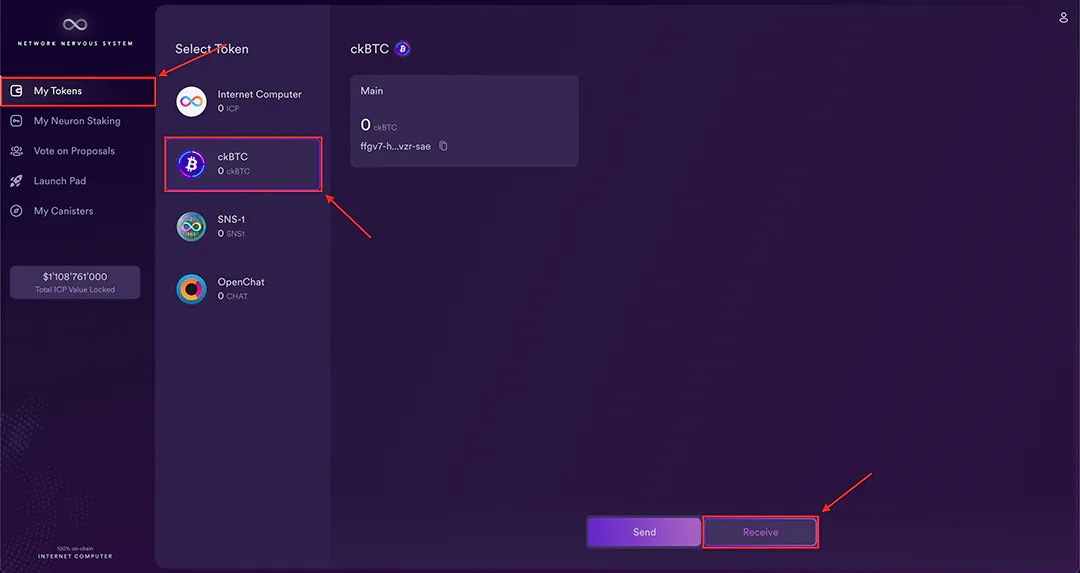 NETWORK NERVOUS SYSTEM
My Tokens
My Neuron Staking
Vote on Proposals
Launch Pad
My Canisters
$1'108'761'000
Total ICP Value Locked
100% on-chain
INTERNET COMPUTER
Select Token
Internet Computer
0 ICP
ckBTC
0 ckBTC
SNS-1
0 SNS1
OpenChat
0 CHAT
ckBTC
Main
0 ckBTC
ffgv7-h...vzr-sae
Send
Receive